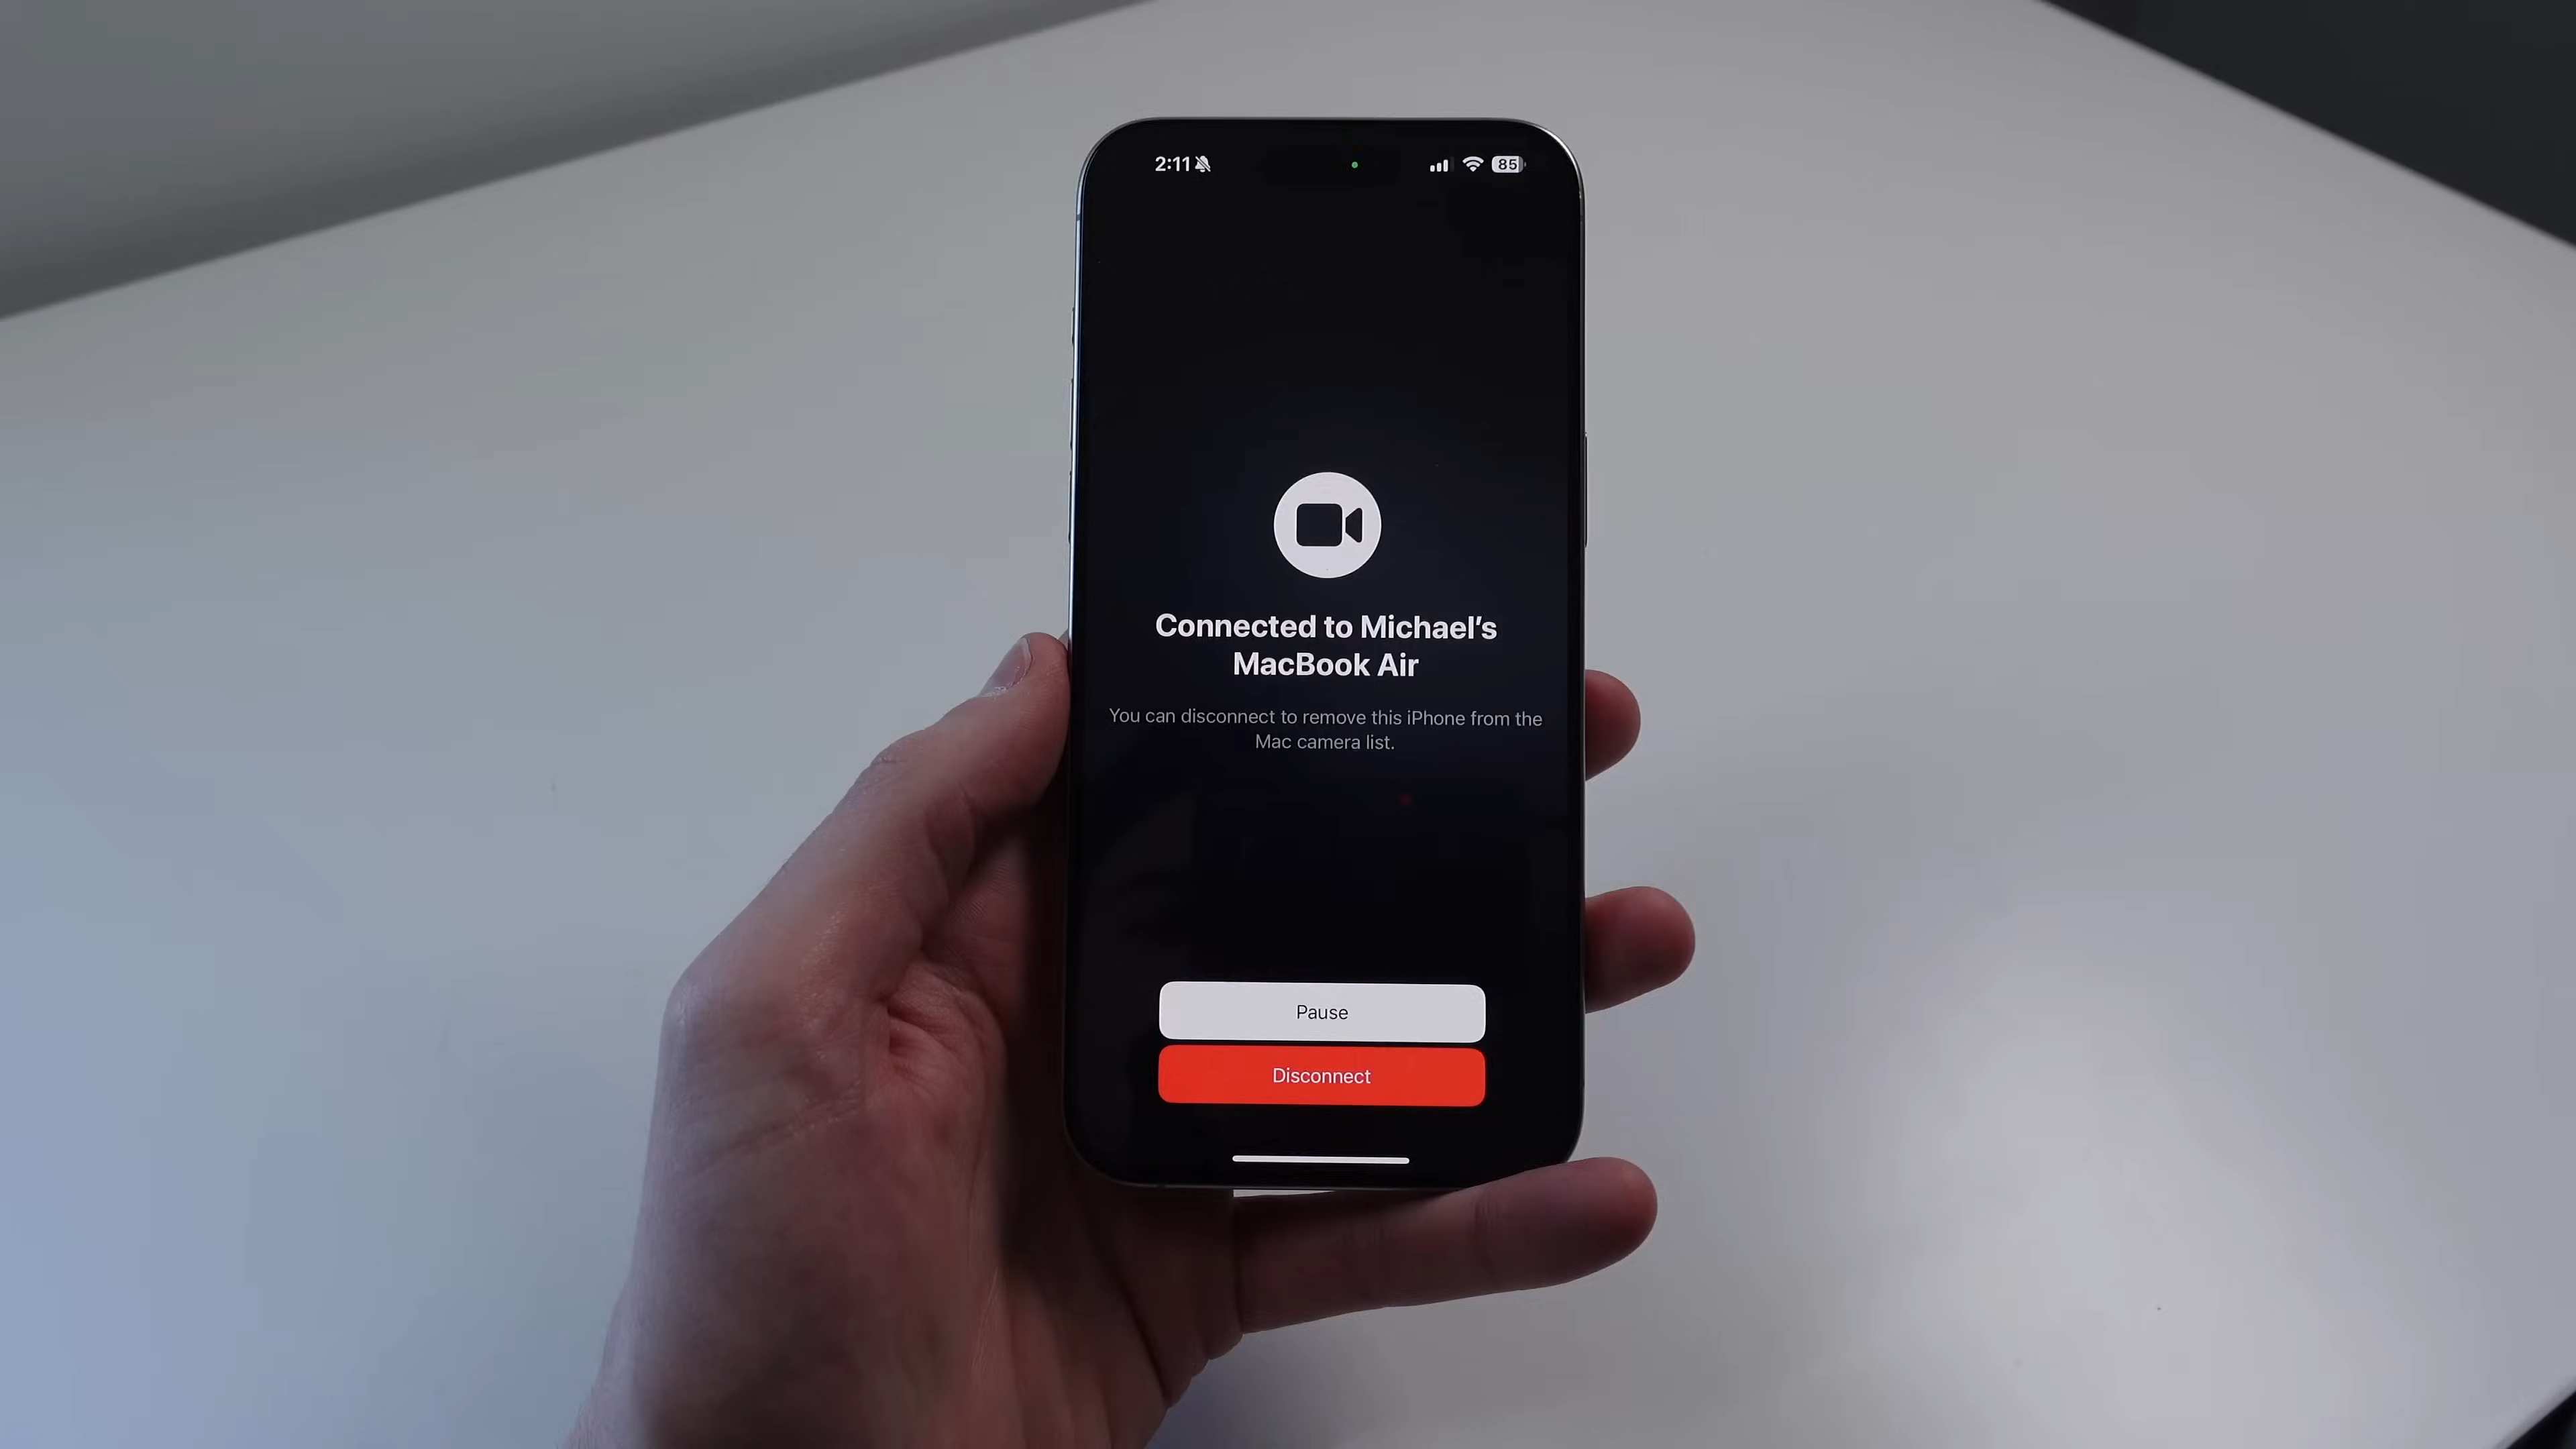 2:11
85
Connected to Michael's
MacBook Air
You can disconnect to remove this iPhone from the
Mac camera list.
Pause
Disconnect